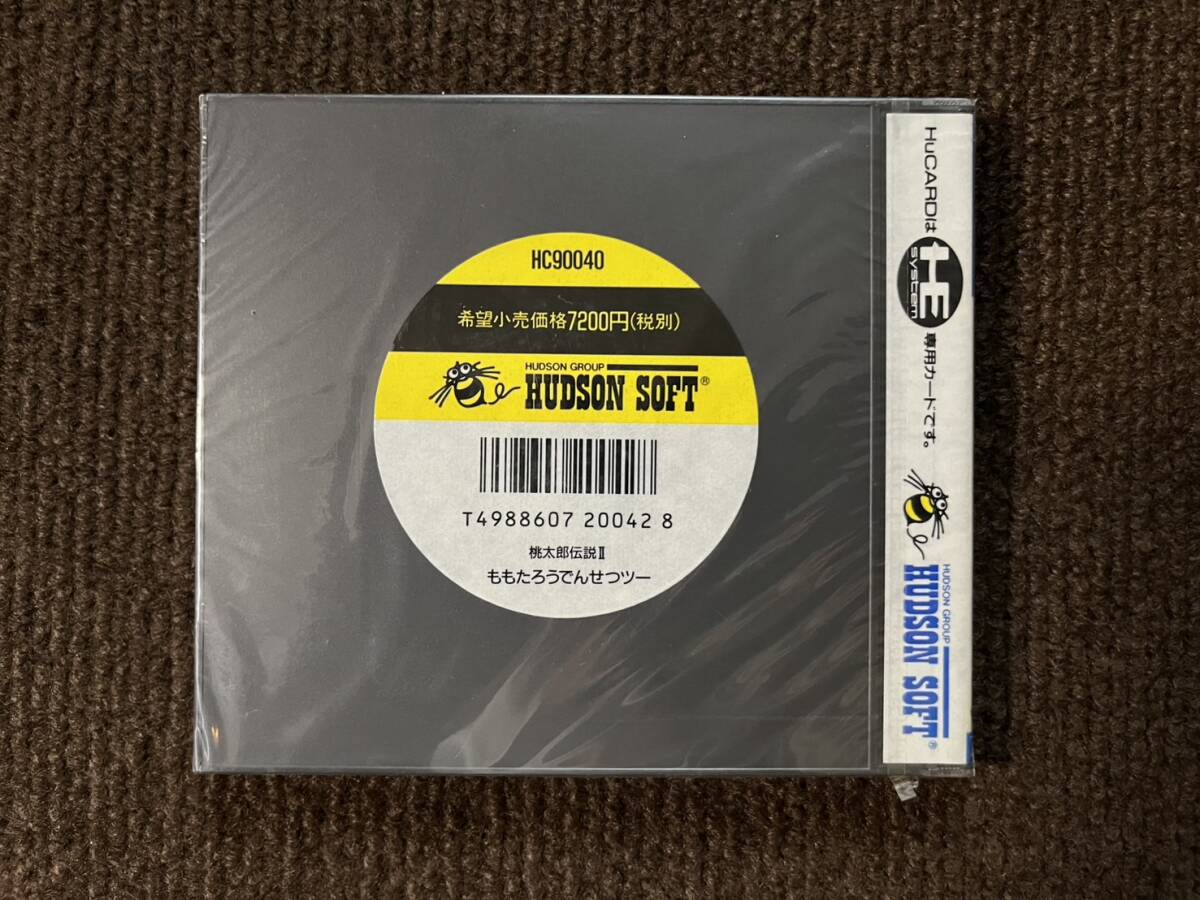 HC90040
希望小売価格7200円(税別)
HUDSON GROUP
HUDSON SOFT®
T4988607 20042 8
桃太郎伝説II
ももたろうでんせつツー
HuCARDは HE system 専用カードです。
HUDSON GROUP
HUDSON SOFT®